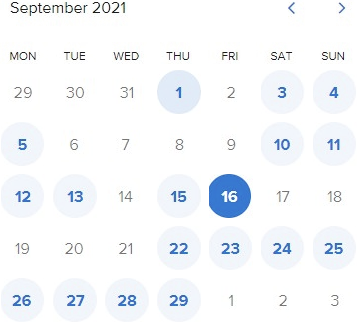 September 2021
MON TUE WED THU FRI SAT SUN
29 30 31 1 2 3 4
5 6 7 8 9 10 11
12 13 14 15 16 17 18
19 20 21 22 23 24 25
26 27 28 29 1 2 3